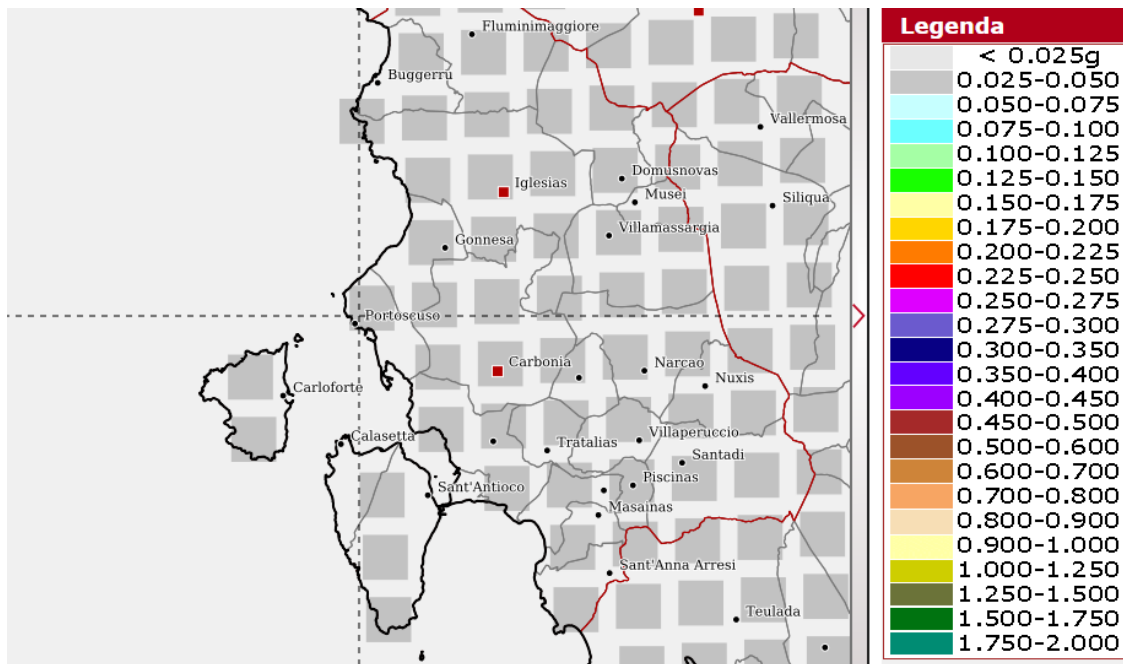 Fluminimaggiore
Buggerru
Vallermosa
Domusnovas
Iglesias
Musei
Siliqua
Villamassargia
Gonnesa
Portoscuso
Carbonia
Narcao
Nuxis
Carloforte
Calasetta
Tratalias
Villaperuccio
Santadi
Piscinas
Sant'Antioco
Masainas
Sant'Anna Arresi
Teulada
Legenda
< 0.025g
0.025-0.050
0.050-0.075
0.075-0.100
0.100-0.125
0.125-0.150
0.150-0.175
0.175-0.200
0.200-0.225
0.225-0.250
0.250-0.275
0.275-0.300
0.300-0.350
0.350-0.400
0.400-0.450
0.450-0.500
0.500-0.600
0.600-0.700
0.700-0.800
0.800-0.900
0.900-1.000
1.000-1.250
1.250-1.500
1.500-1.750
1.750-2.000